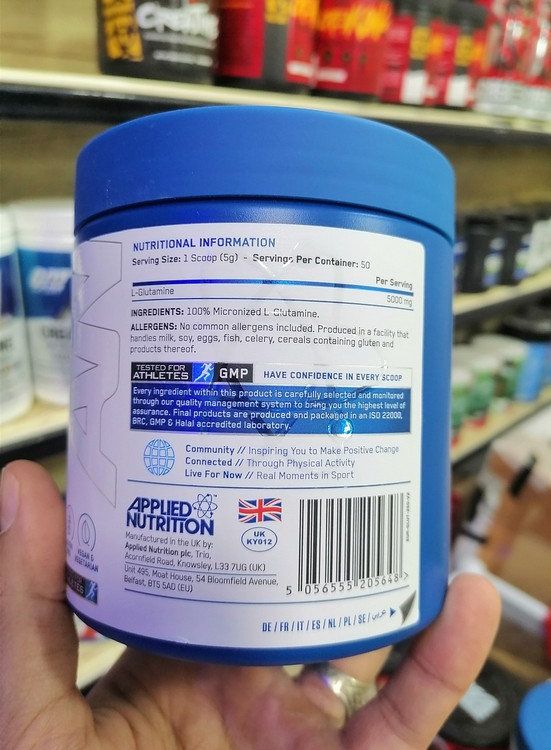 NUTRITIONAL INFORMATION
Serving Size: 1 Scoop (5g) - Servings Per Container: 50
Per Serving
L-Glutamine 5000 mg
INGREDIENTS: 100% Micronized L Glutamine.
ALLERGENS: No common allergens included. Produced in a facility that
handles milk, soy, eggs, fish, celery, cereals containing gluten and
products thereof.
TESTED FOR
ATHLETES
GMP
HAVE CONFIDENCE IN EVERY SCOOP
Every ingredient within this product is carefully selected and monitored
through our quality management system to bring you the highest level of
assurance. Final products are produced and packaged in an ISO 22000,
BRC, GMP & Halal accredited laboratory.
Community // Inspiring You to Make Positive Change
Connected // Through Physical Activity
Live For Now // Real Moments in Sport
APPLIED
NUTRITION
UK
KY012
Manufactured in the UK by:
Applied Nutrition plc, Trio,
Acornfield Road, Knowsley, L33 7UG (UK)
Unit 495, Moat House, 54 Bloomfield Avenue,
Belfast, BT5 5AD (EU)
5 056555 205648 >
DE / FR / IT / ES / NL / PL / SE / عربي
VEGAN &
VEGETARIAN